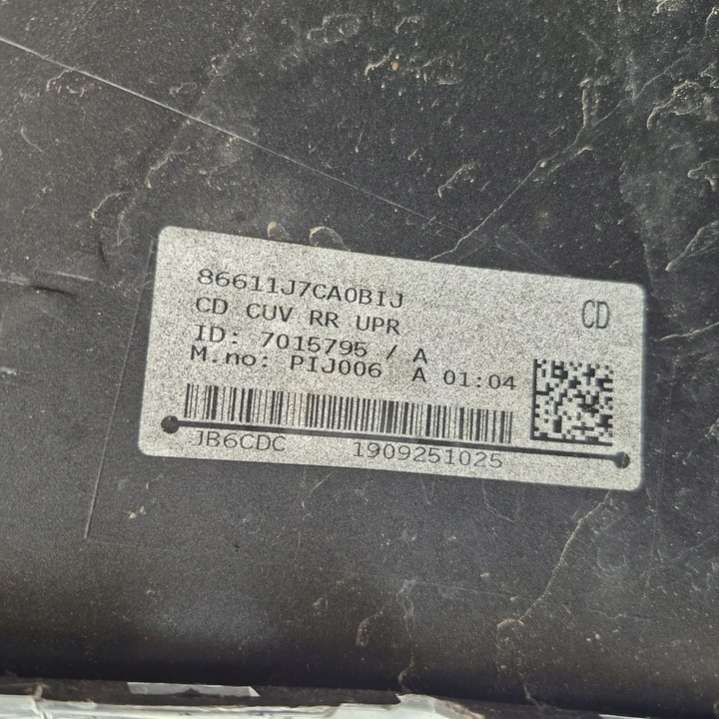 86611J7CA0BIJ
CD CUV RR UPR CD
ID: 7015795 / A
M.no: PIJ006 A 01:04
JB6CDC 1909251025